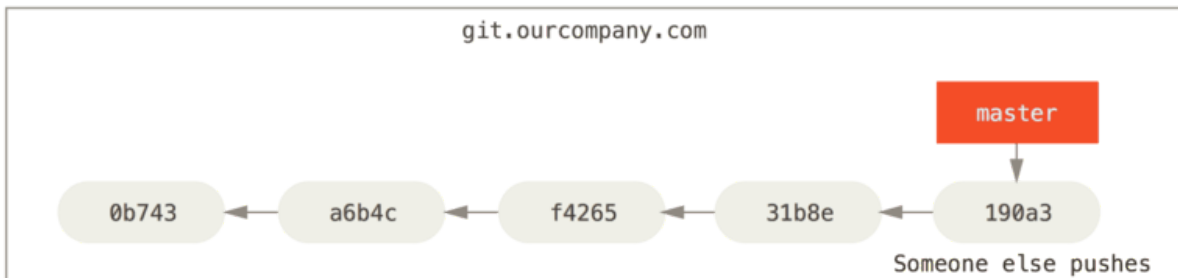 git.ourcompany.com
master
0b743
a6b4c
f4265
31b8e
190a3
Someone else pushes